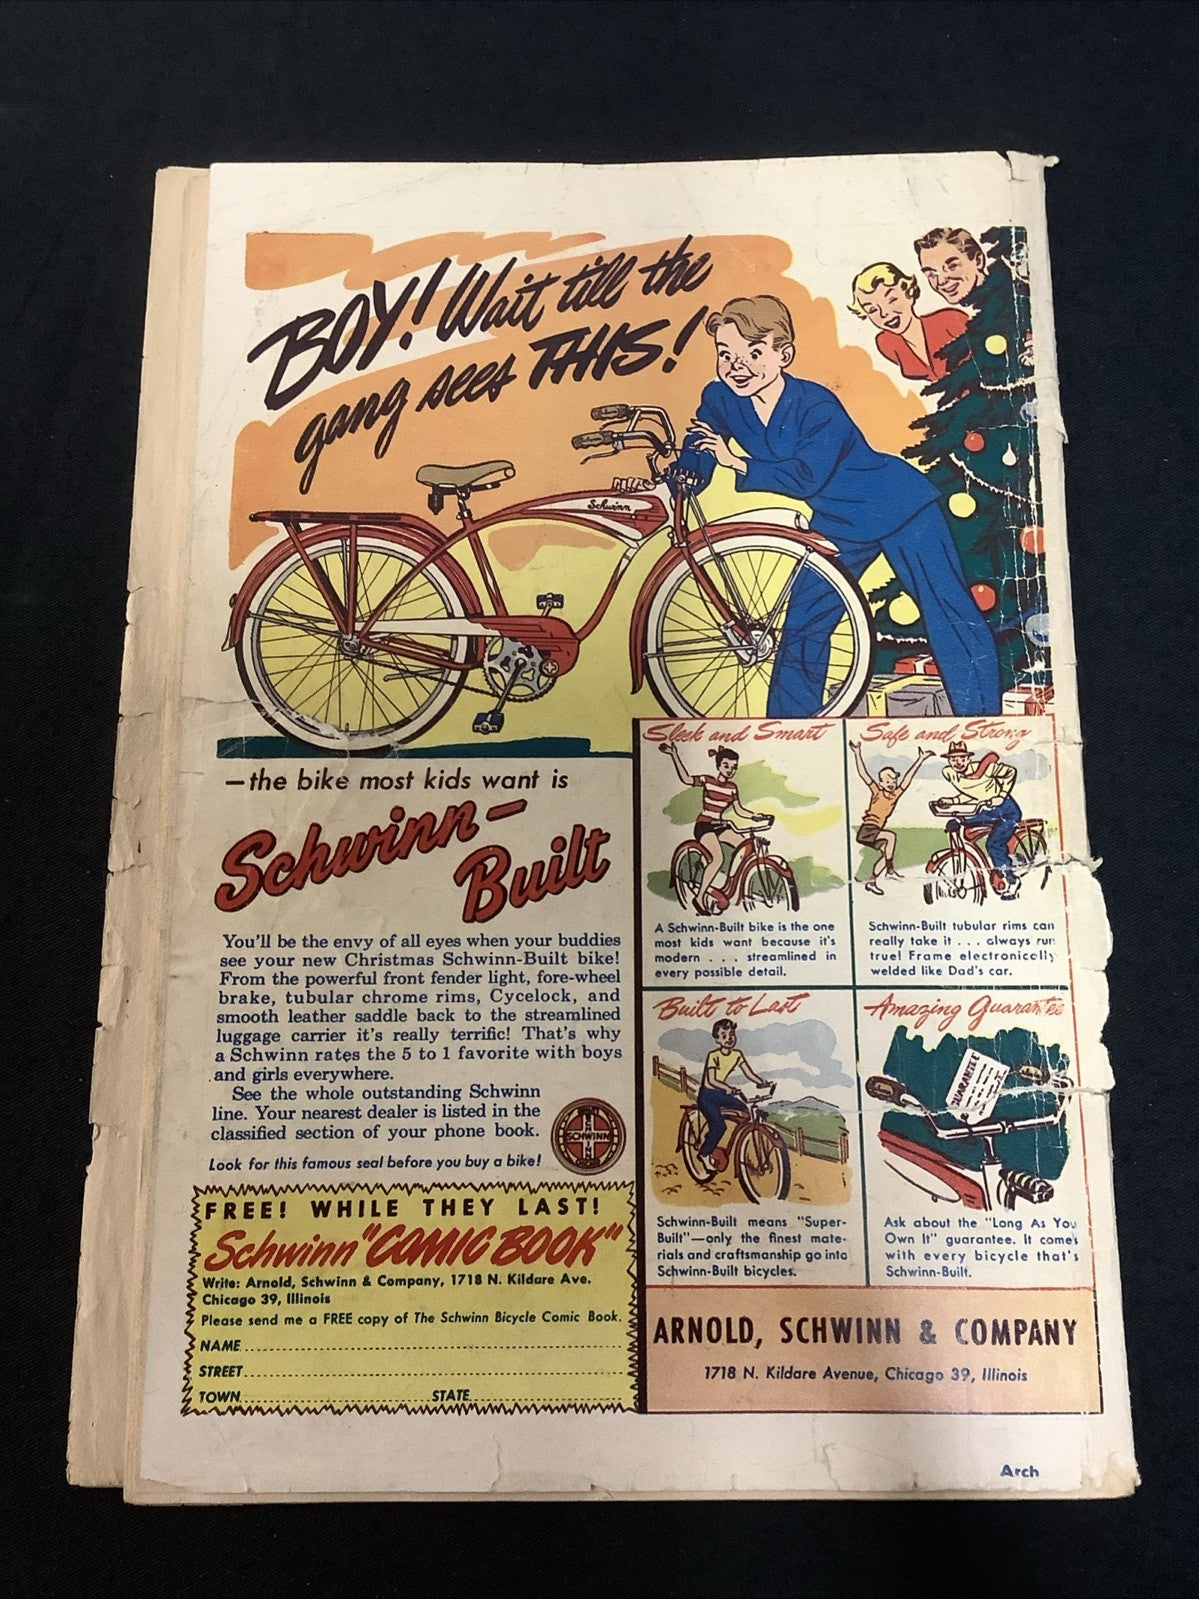 BOY! Wait till the
gang sees THIS!
Schwinn
—the bike most kids want is
Schwinn-
Built
You'll be the envy of all eyes when your buddies
see your new Christmas Schwinn-Built bike!
From the powerful front fender light, fore-wheel
brake, tubular chrome rims, Cycelock, and
smooth leather saddle back to the streamlined
luggage carrier it's really terrific! That's why
a Schwinn rates the 5 to 1 favorite with boys
and girls everywhere.
See the whole outstanding Schwinn
line. Your nearest dealer is listed in the
classified section of your phone book.
SCHWINN
Look for this famous seal before you buy a bike!
FREE! WHILE THEY LAST!
Schwinn "COMIC BOOK"
Write: Arnold, Schwinn & Company, 1718 N. Kildare Ave.
Chicago 39, Illinois
Please send me a FREE copy of The Schwinn Bicycle Comic Book.
NAME
STREET
TOWN STATE
Sleek and Smart
A Schwinn-Built bike is the one
most kids want because it's
modern . . . streamlined in
every possible detail.
Safe and Strong
Schwinn-Built tubular rims can
really take it . . . always run
true! Frame electronically
welded like Dad's car.
Built to Last
Schwinn-Built means "Super-
Built"—only the finest mate-
rials and craftsmanship go into
Schwinn-Built bicycles.
Amazing Guarantee
GUARANTEE
Ask about the "Long As You
Own It" guarantee. It comes
with every bicycle that's
Schwinn-Built.
ARNOLD, SCHWINN & COMPANY
1718 N. Kildare Avenue, Chicago 39, Illinois
Arch